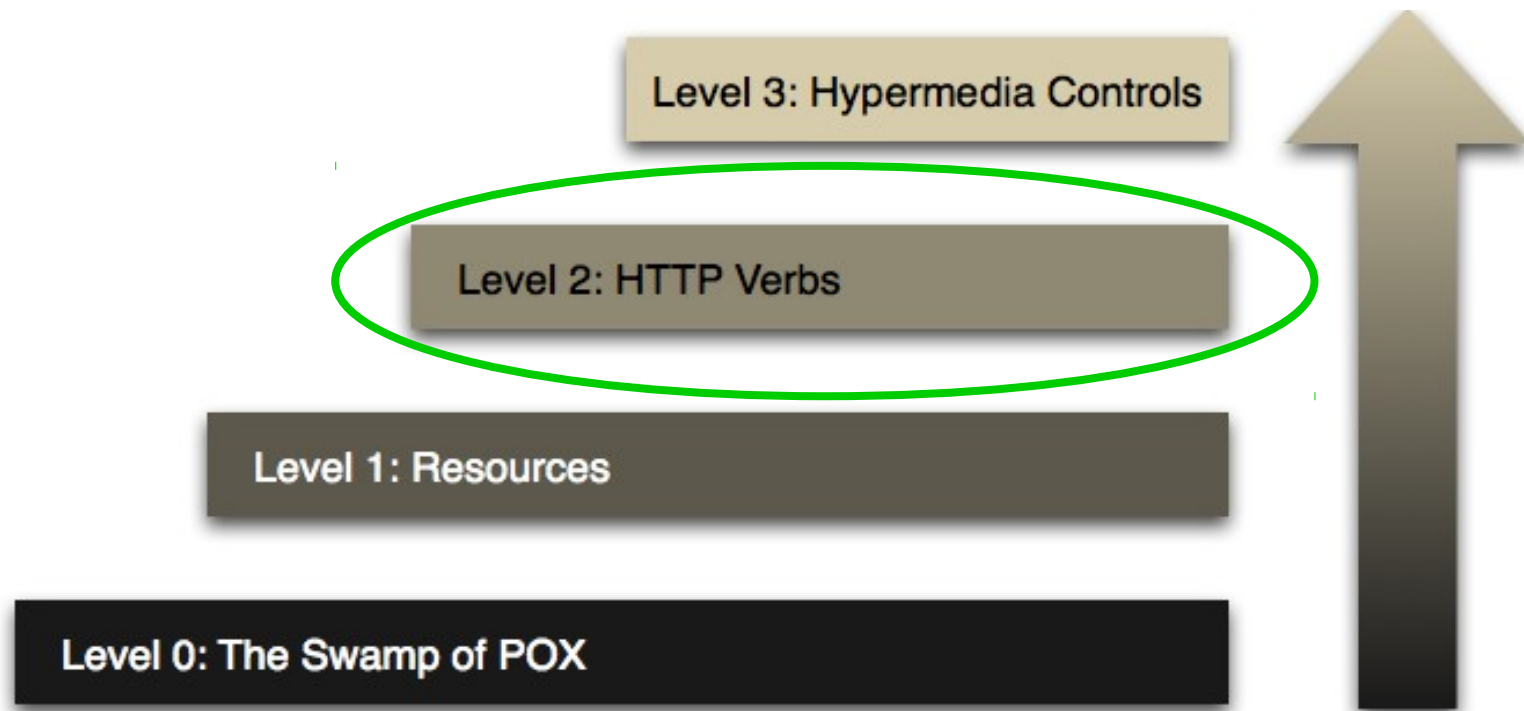 Level 3: Hypermedia Controls
Level 2: HTTP Verbs
Level 1: Resources
Level 0: The Swamp of POX